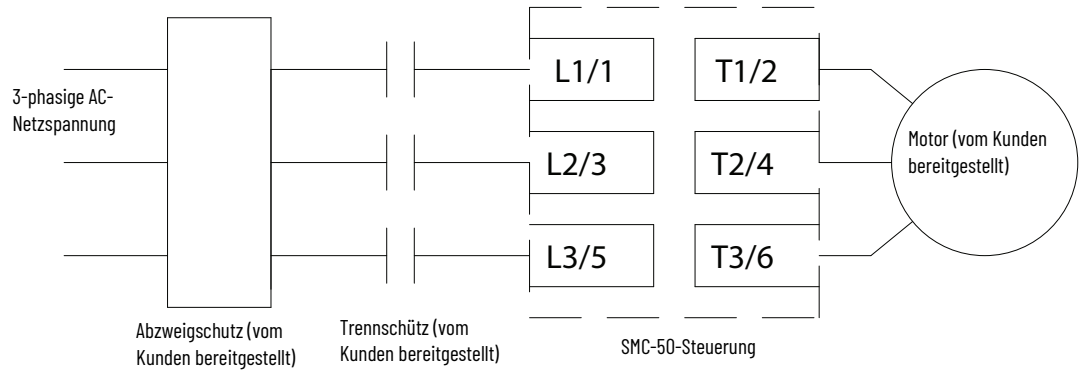 3-phasige AC-
Netzspannung
L1/1
T1/2
L2/3
T2/4
L3/5
T3/6
Motor (vom Kunden
bereitgestellt)
Abzweigschutz (vom
Kunden bereitgestellt)
Trennschütz (vom
Kunden bereitgestellt)
SMC-50-Steuerung